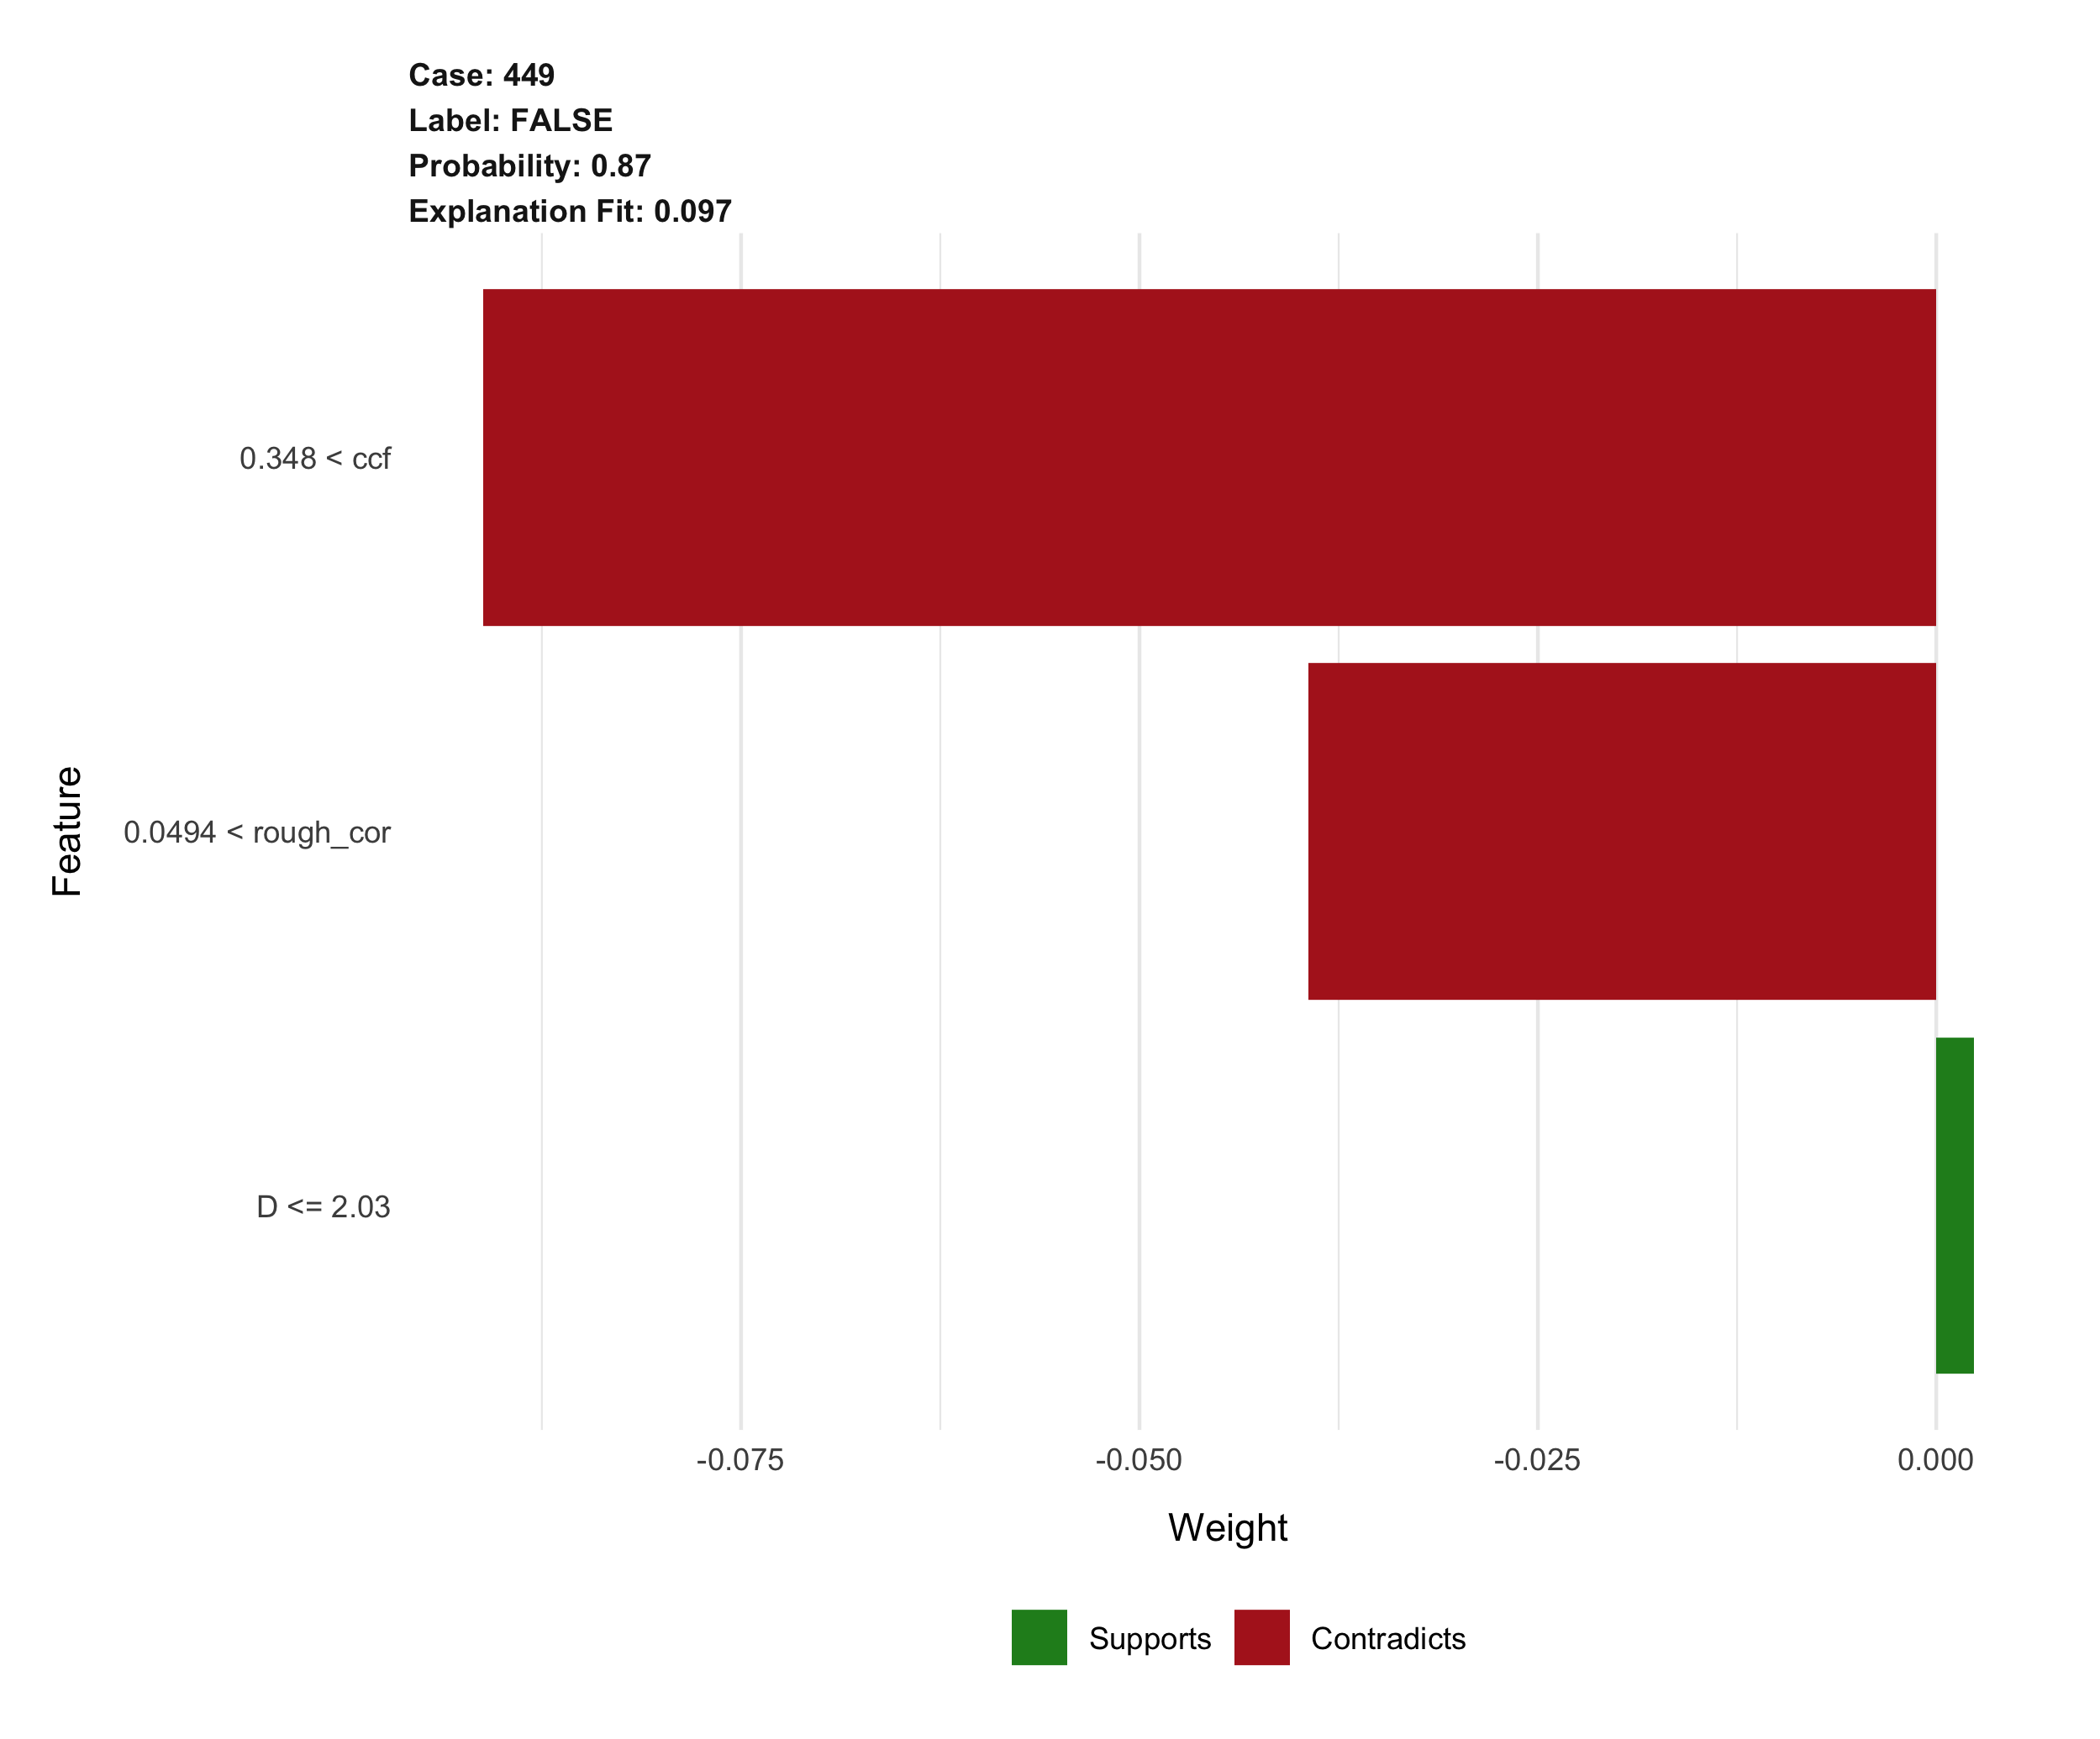 Case: 449
Label: FALSE
Probability: 0.87
Explanation Fit: 0.097
Feature
0.348 < ccf
0.0494 < rough_cor
D <= 2.03
-0.075 -0.050 -0.025 0.000
Weight
Supports Contradicts